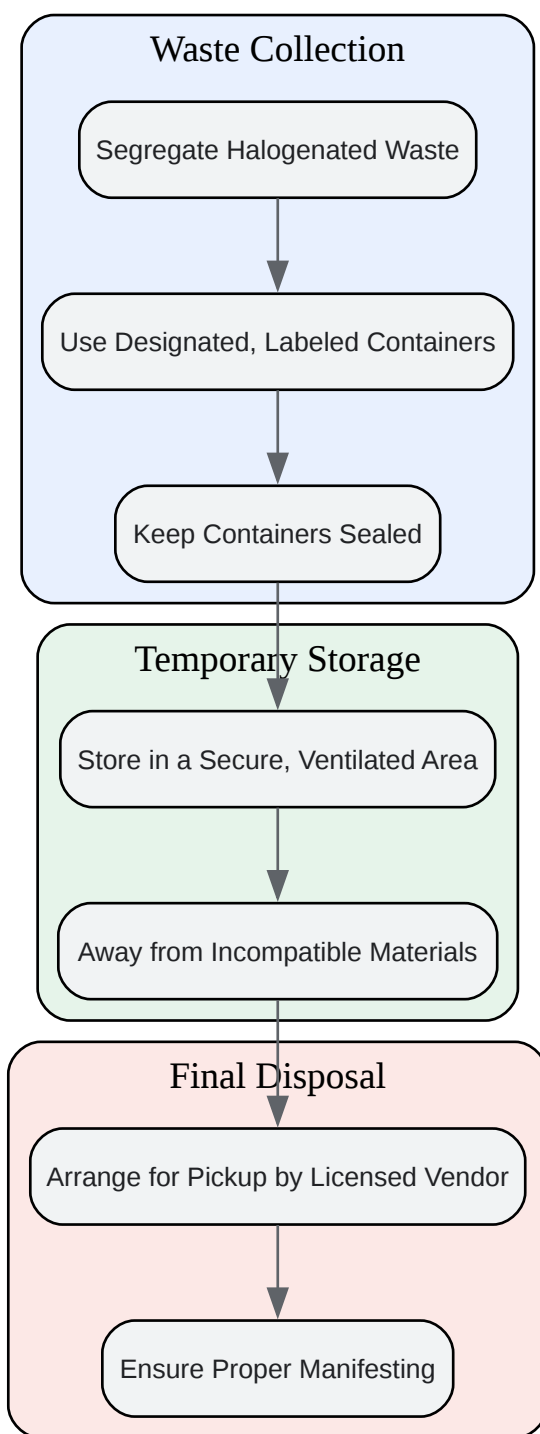 Waste Collection
Segregate Halogenated Waste
Use Designated, Labeled Containers
Keep Containers Sealed
Temporary Storage
Store in a Secure, Ventilated Area
Away from Incompatible Materials
Final Disposal
Arrange for Pickup by Licensed Vendor
Ensure Proper Manifesting